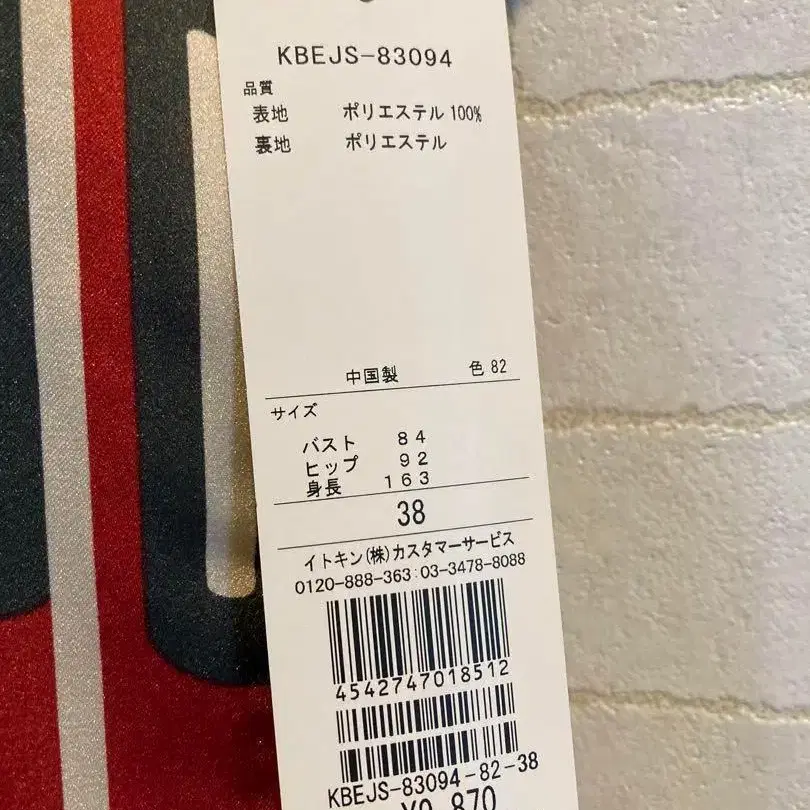 KBEJS-83094
品質
表地 ポリエステル 100%
裏地 ポリエステル
中国製 色 82
サイズ
バスト 84
ヒップ 92
身長 163
38
イトキン(株)カスタマーサービス
0120-888-363:03-3478-8088
4542747018512
KBEJS-83094-82-38